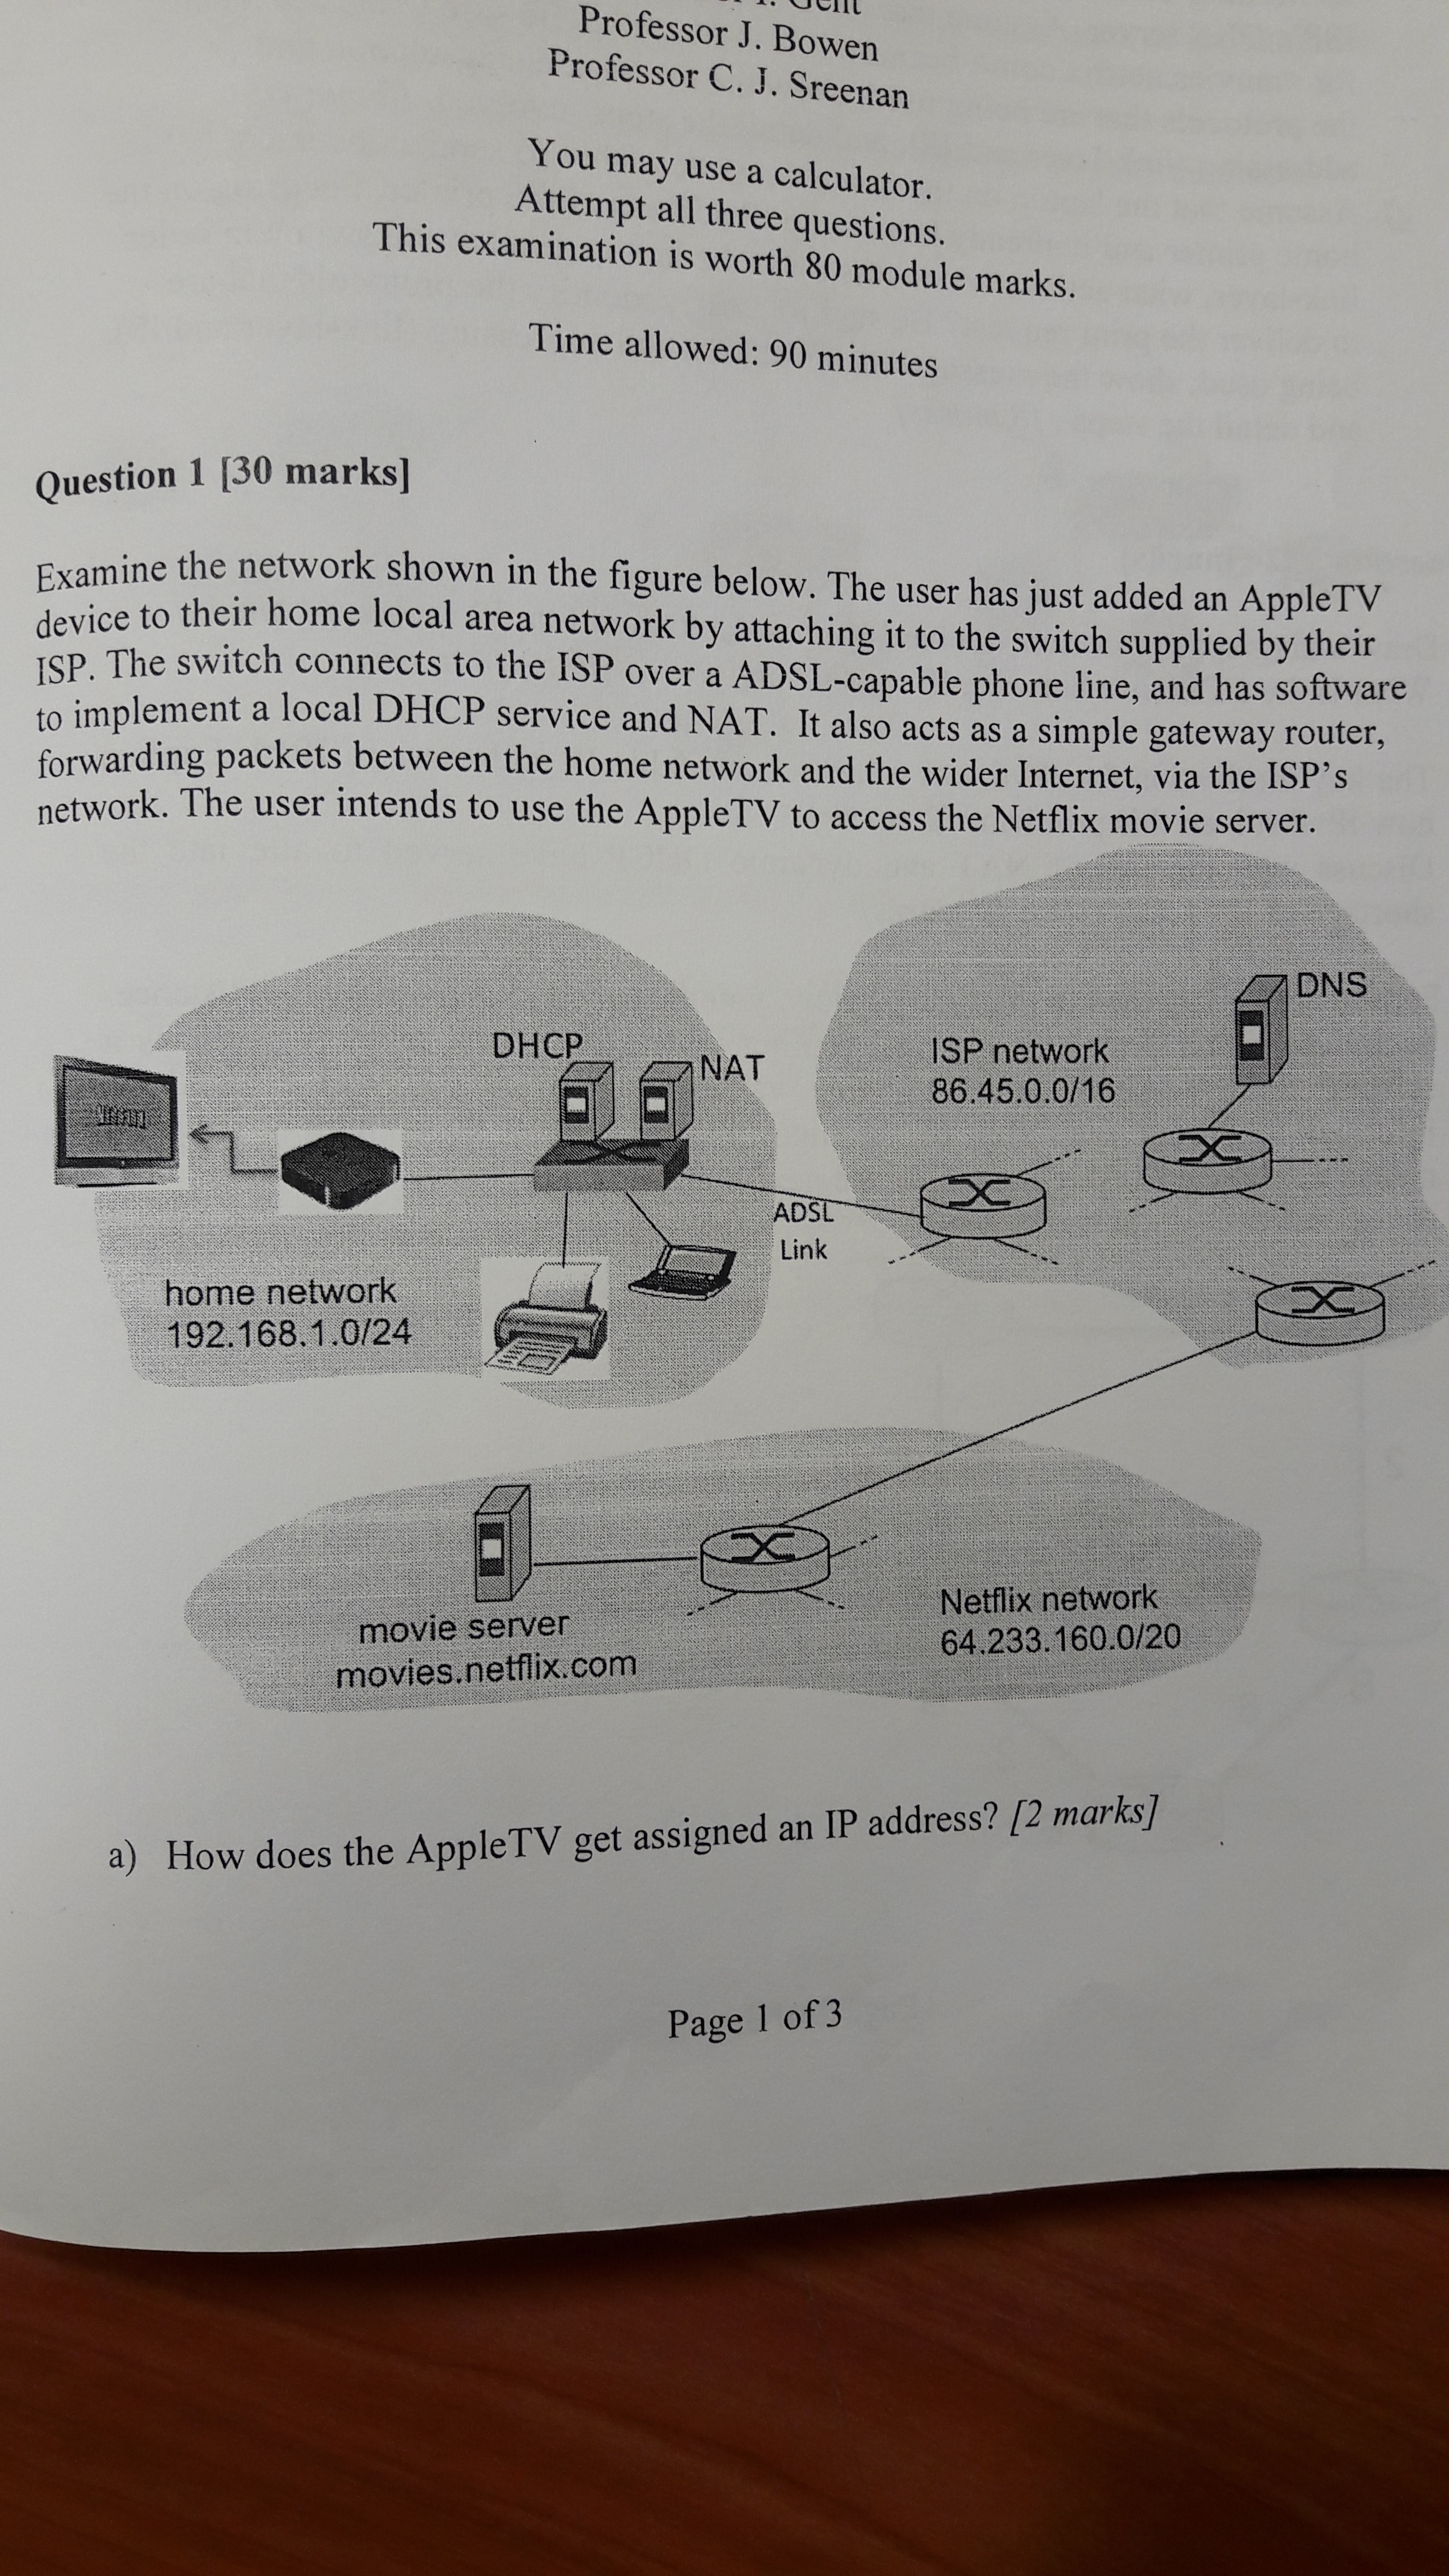 Professor J. Bowen
Professor C. J. Sreenan
You may use a calculator.
Attempt all three questions.
This examination is worth 80 module marks.
Time allowed: 90 minutes
Question 1 [30 marks]
Examine the network shown in the figure below. The user has just added an AppleTV
device to their home local area network by attaching it to the switch supplied by their
ISP. The switch connects to the ISP over a ADSL-capable phone line, and has software
to implement a local DHCP service and NAT. It also acts as a simple gateway router,
forwarding packets between the home network and the wider Internet, via the ISP's
network. The user intends to use the AppleTV to access the Netflix movie server.
DNS
DHCP
NAT
ISP network
86.45.0.0/16
ADSL
Link
home network
192.168.1.0/24
movie server
movies.netflix.com
Netflix network
64.233.160.0/20
a) How does the AppleTV get assigned an IP address? [2 marks]
Page 1 of 3